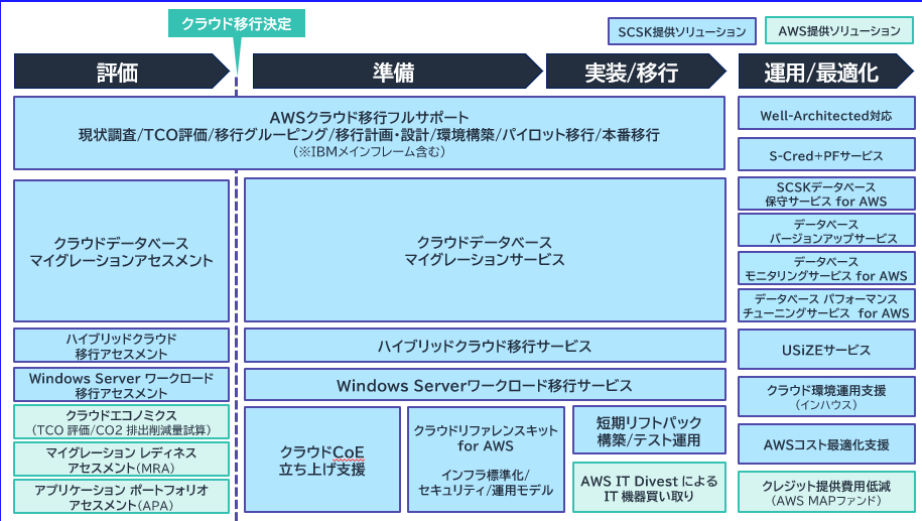 クラウド移行決定
SCSK提供ソリューション
AWS提供ソリューション
評価
準備
実装/移行
運用/最適化
AWSクラウド移行フルサポート
現状調査/TCO評価/移行グルーピング/移行計画・設計/環境構築/パイロット移行/本番移行
(※IBMメインフレーム含む)
クラウドデータベース
マイグレーションアセスメント
クラウドデータベース
マイグレーションサービス
ハイブリッドクラウド
移行アセスメント
ハイブリッドクラウド移行サービス
Windows Server ワークロード
移行アセスメント
Windows Serverワークロード移行サービス
クラウドエコノミクス
(TCO 評価/CO2 排出削減量試算)
マイグレーション レディネス
アセスメント(MRA)
アプリケーション ポートフォリオ
アセスメント(APA)
クラウドCoE
立ち上げ支援
クラウドリファレンスキット
for AWS
インフラ標準化/
セキュリティ/運用モデル
短期リフトパック
構築/テスト運用
AWS IT Divest による
IT 機器買い取り
Well-Architected対応
S-Cred+PFサービス
SCSKデータベース
保守サービス for AWS
データベース
バージョンアップサービス
データベース
モニタリングサービス for AWS
データベース パフォーマンス
チューニングサービス for AWS
USiZEサービス
クラウド環境運用支援
(インハウス)
AWSコスト最適化支援
クレジット提供費用低減
(AWS MAPファンド)